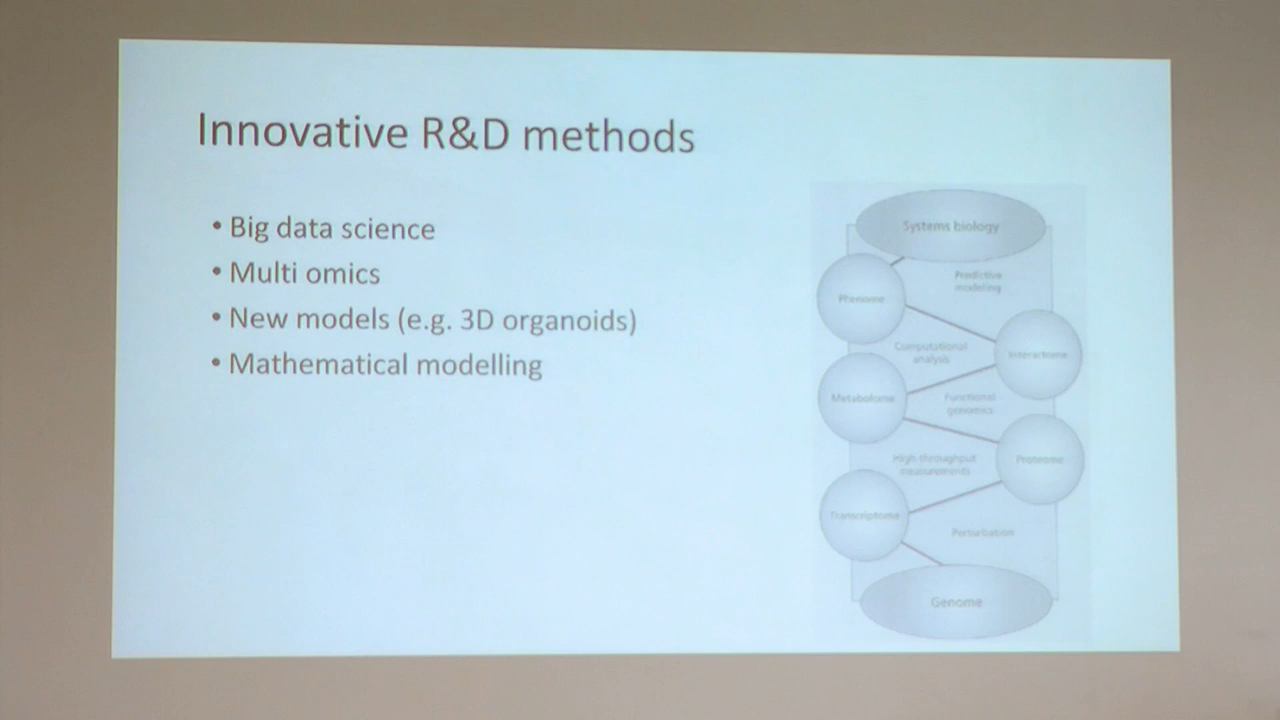 Innovative R&D methods
• Big data science
• Multi omics
• New models (e.g. 3D organoids)
• Mathematical modelling
Systems biology
Predictive
modeling
Phenome
Computational
analysis
Interactome
Metabolome
Functional
genomics
High-throughput
measurements
Proteome
Transcriptome
Perturbation
Genome